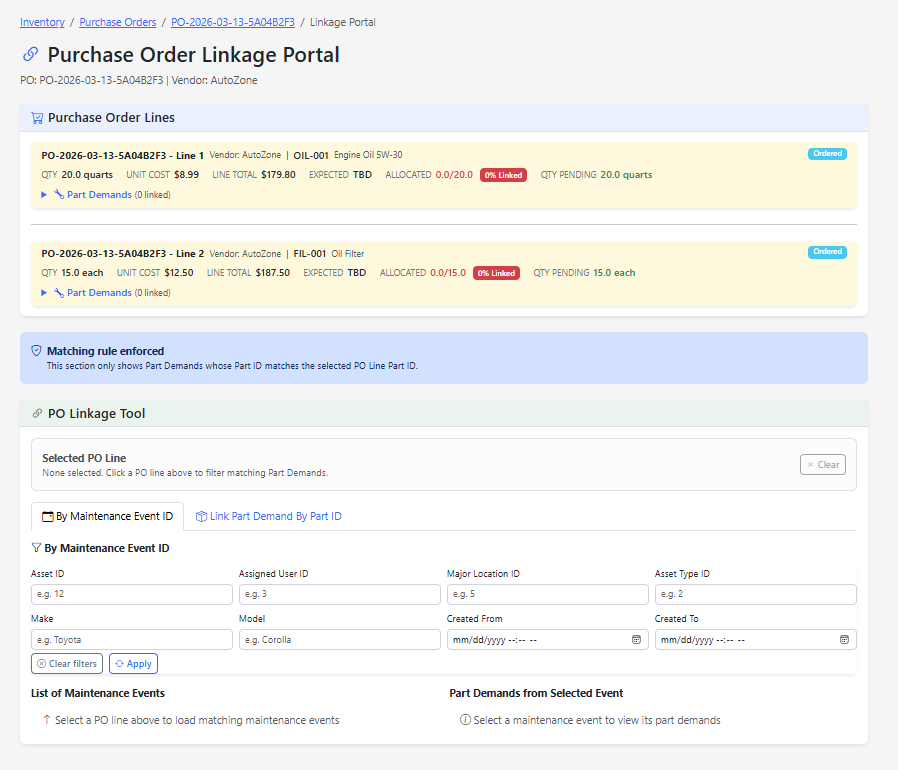 Inventory / Purchase Orders / PO-2026-03-13-5A04B2F3 / Linkage Portal
Purchase Order Linkage Portal
PO: PO-2026-03-13-5A04B2F3 | Vendor: AutoZone
Purchase Order Lines
PO-2026-03-13-5A04B2F3 - Line 1 Vendor: AutoZone | OIL-001 Engine Oil 5W-30 Ordered
QTY 20.0 quarts UNIT COST $8.99 LINE TOTAL $179.80 EXPECTED TBD ALLOCATED 0.0/20.0 0% Linked QTY PENDING 20.0 quarts
Part Demands (0 linked)
PO-2026-03-13-5A04B2F3 - Line 2 Vendor: AutoZone | FIL-001 Oil Filter Ordered
QTY 15.0 each UNIT COST $12.50 LINE TOTAL $187.50 EXPECTED TBD ALLOCATED 0.0/15.0 0% Linked QTY PENDING 15.0 each
Part Demands (0 linked)
Matching rule enforced
This section only shows Part Demands whose Part ID matches the selected PO Line Part ID.
PO Linkage Tool
Selected PO Line
None selected. Click a PO line above to filter matching Part Demands.
× Clear
By Maintenance Event ID Link Part Demand By Part ID
By Maintenance Event ID
Asset ID Assigned User ID Major Location ID Asset Type ID
e.g. 12 e.g. 3 e.g. 5 e.g. 2
Make Model Created From Created To
e.g. Toyota e.g. Corolla mm/dd/yyyy --:-- -- mm/dd/yyyy --:-- --
Clear filters Apply
List of Maintenance Events Part Demands from Selected Event
↑ Select a PO line above to load matching maintenance events Select a maintenance event to view its part demands